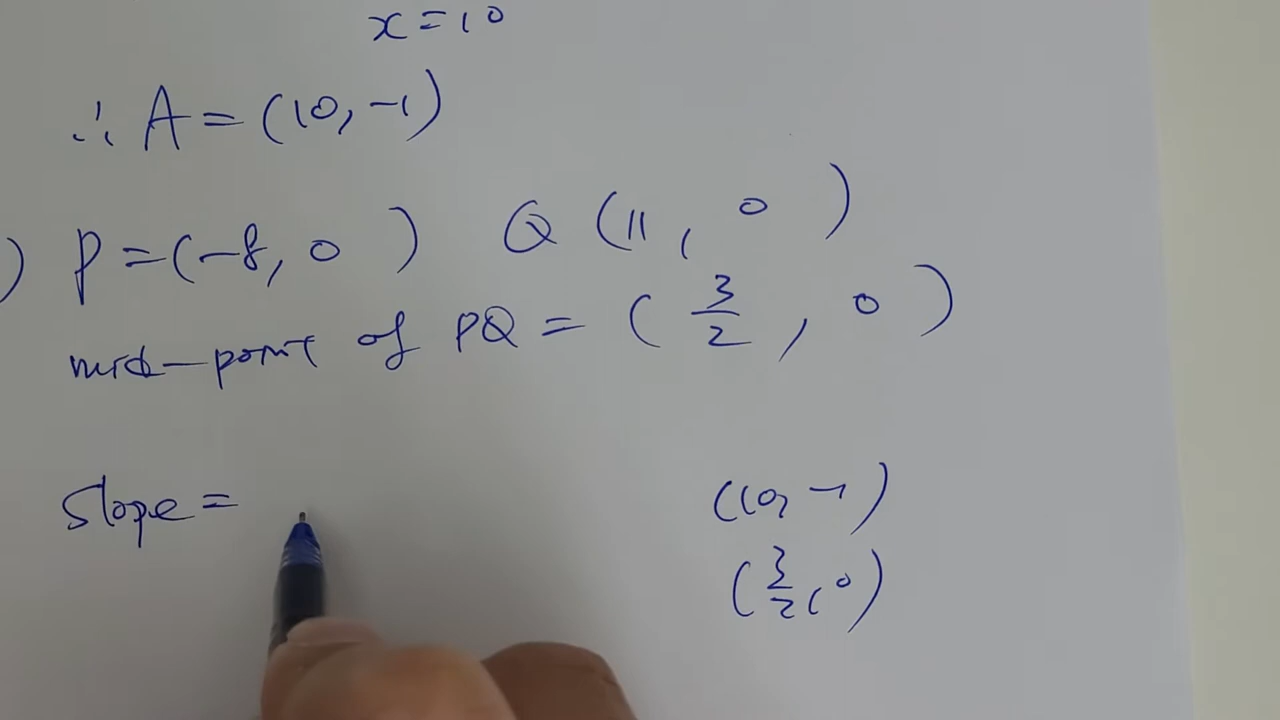 x=10
∴ A = (10, -1)
) P = (-8, 0 ) Q (11, 0 )
mid-point of PQ = ( 3/2 , 0 )
Slope = (10, -1)
(3/2, 0)